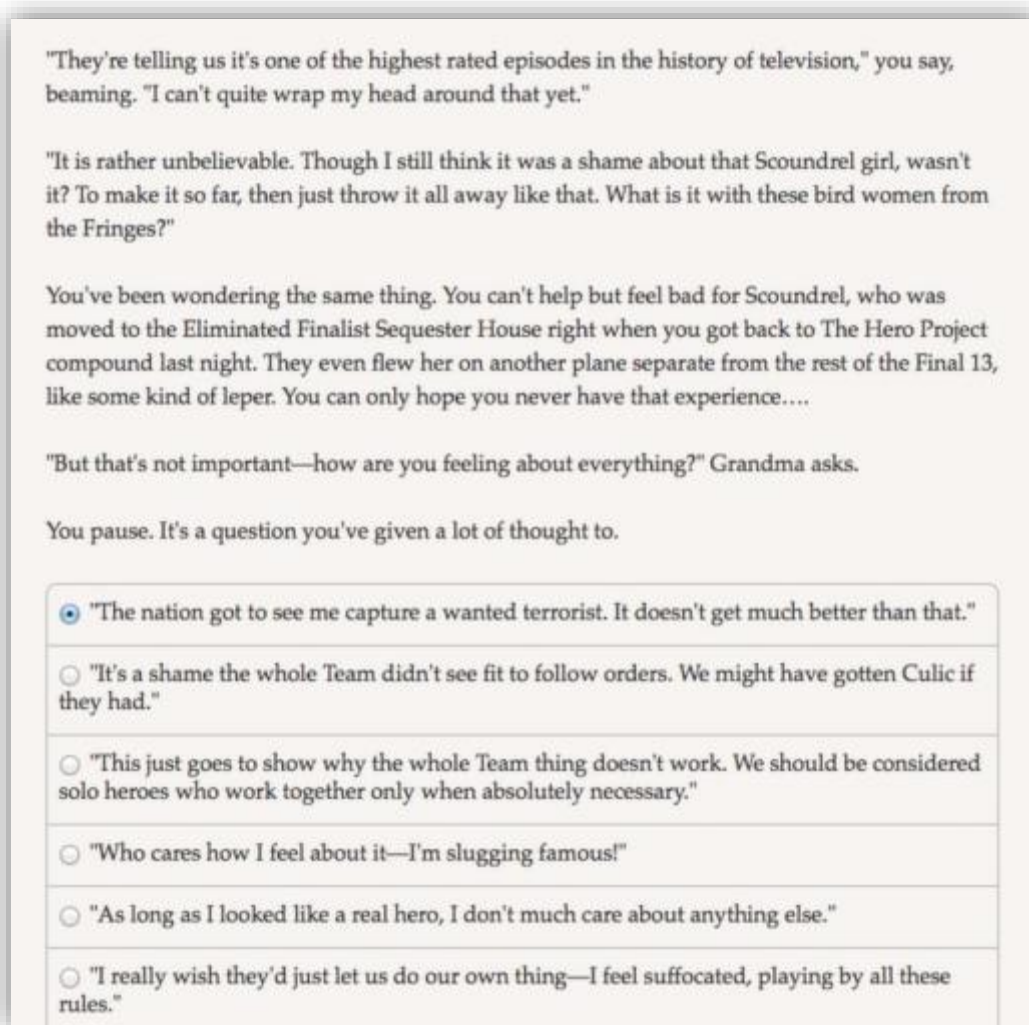 "They're telling us it's one of the highest rated episodes in the history of television," you say,
beaming. "I can't quite wrap my head around that yet."
"It is rather unbelievable. Though I still think it was a shame about that Scoundrel girl, wasn't
it? To make it so far, then just throw it all away like that. What is it with these bird women from
the Fringes?"
You've been wondering the same thing. You can't help but feel bad for Scoundrel, who was
moved to the Eliminated Finalist Sequester House right when you got back to The Hero Project
compound last night. They even flew her on another plane separate from the rest of the Final 13,
like some kind of leper. You can only hope you never have that experience….
"But that's not important—how are you feeling about everything?" Grandma asks.
You pause. It's a question you've given a lot of thought to.
"The nation got to see me capture a wanted terrorist. It doesn't get much better than that."
"It's a shame the whole Team didn't see fit to follow orders. We might have gotten Culic if
they had."
"This just goes to show why the whole Team thing doesn't work. We should be considered
solo heroes who work together only when absolutely necessary."
"Who cares how I feel about it—I'm slugging famous!"
"As long as I looked like a real hero, I don't much care about anything else."
"I really wish they'd just let us do our own thing—I feel suffocated, playing by all these
rules."